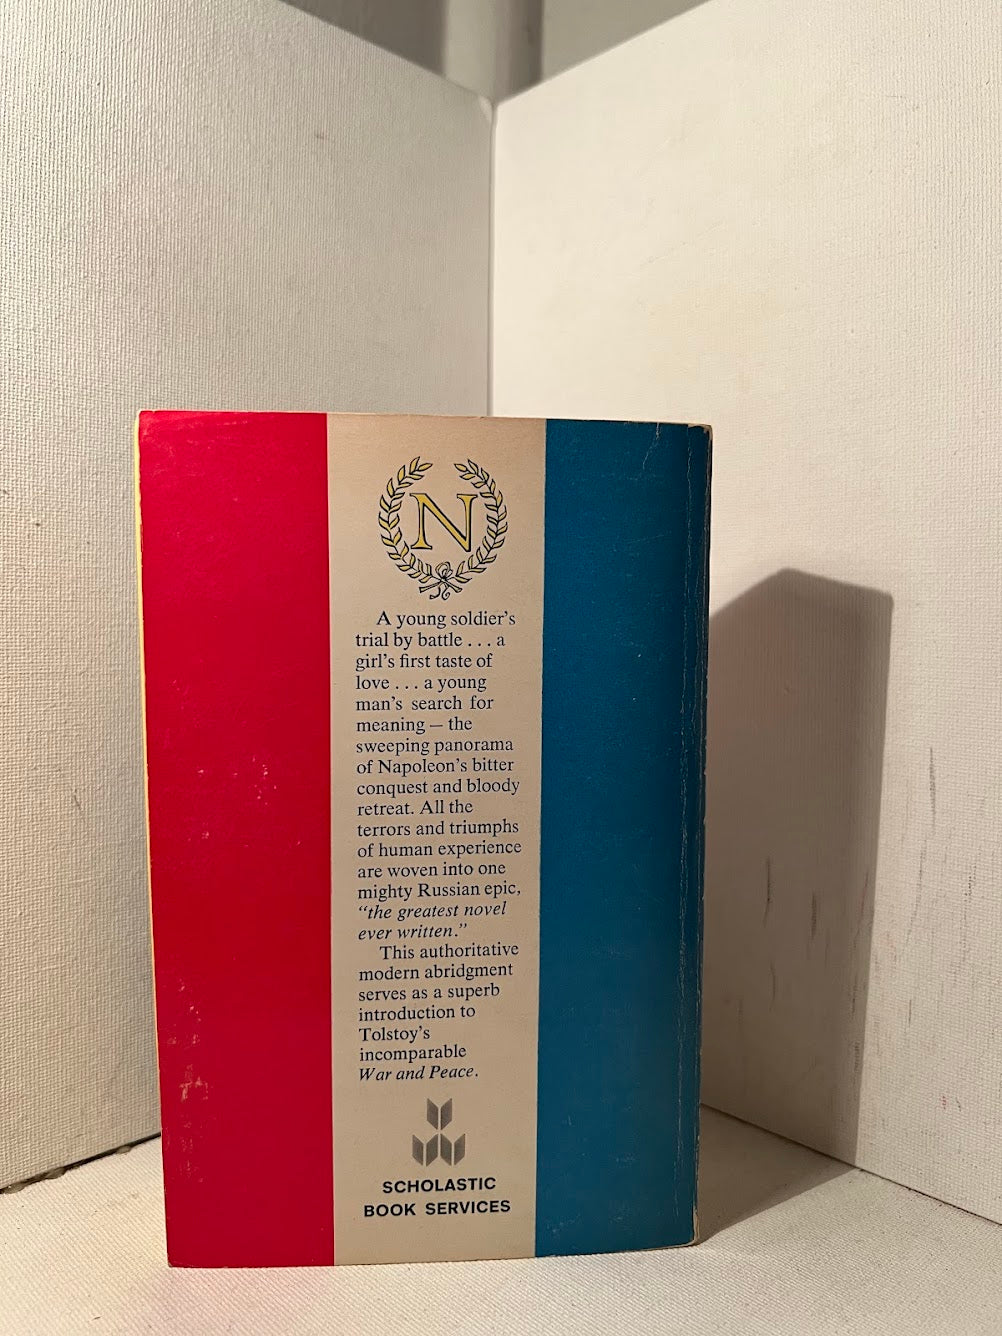 N
A young soldier's
trial by battle . . . a
girl's first taste of
love . . . a young
man's search for
meaning — the
sweeping panorama
of Napoleon's bitter
conquest and bloody
retreat. All the
terrors and triumphs
of human experience
are woven into one
mighty Russian epic,
“the greatest novel
ever written.”
This authoritative
modern abridgment
serves as a superb
introduction to
Tolstoy's
incomparable
War and Peace.
SCHOLASTIC
BOOK SERVICES